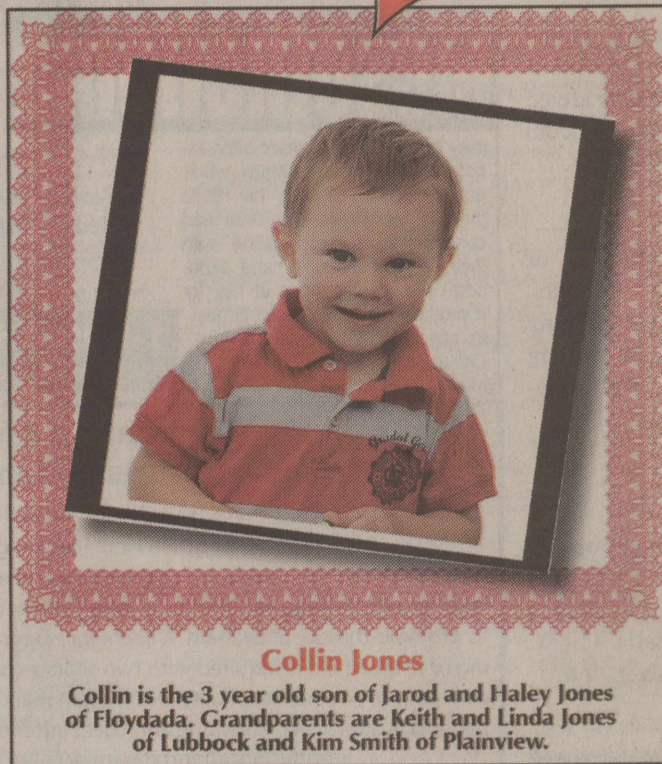 Collin Jones
Collin is the 3 year old son of Jarod and Haley Jones
of Floydada. Grandparents are Keith and Linda Jones
of Lubbock and Kim Smith of Plainview.